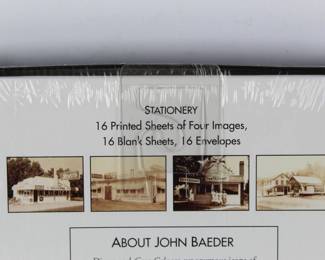 STATIONERY
16 Printed Sheets of Four Images,
16 Blank Sheets, 16 Envelopes
ABOUT JOHN BAEDER